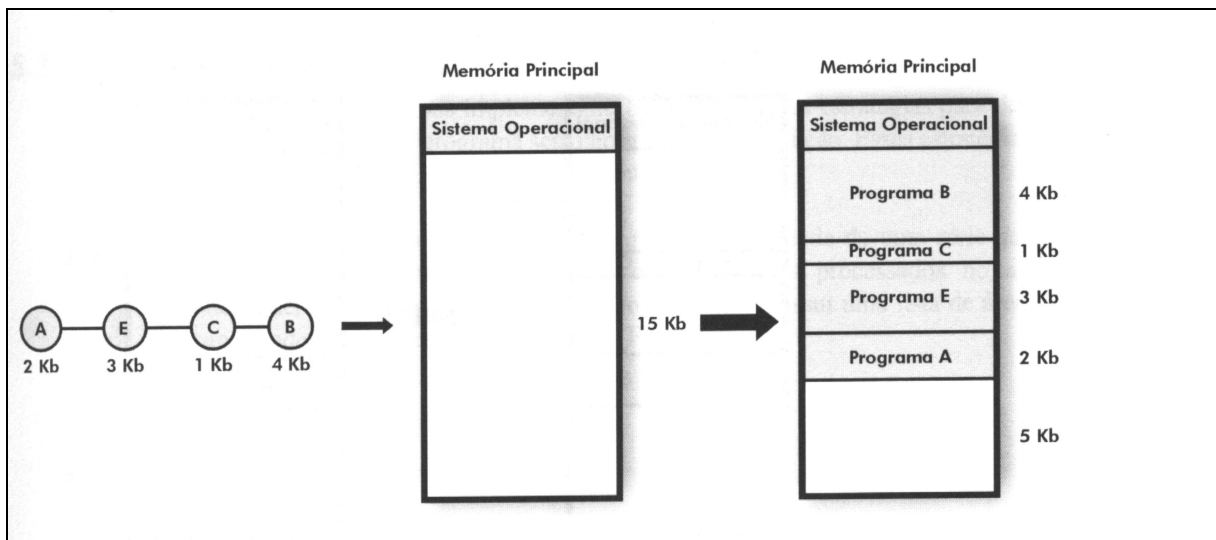 Memória Principal
Sistema Operacional
15 Kb
A
E
C
B
2 Kb
3 Kb
1 Kb
4 Kb
Memória Principal
Sistema Operacional
Programa B
4 Kb
Programa C
1 Kb
Programa E
3 Kb
Programa A
2 Kb
5 Kb